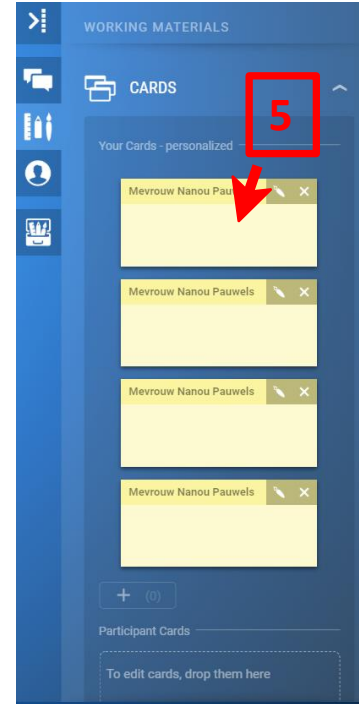 WORKING MATERIALS
CARDS
5
Your Cards - personalized
Mevrouw Nanou Pau
Mevrouw Nanou Pauwels
Mevrouw Nanou Pauwels
Mevrouw Nanou Pauwels
+ (0)
Participant Cards
To edit cards, drop them here